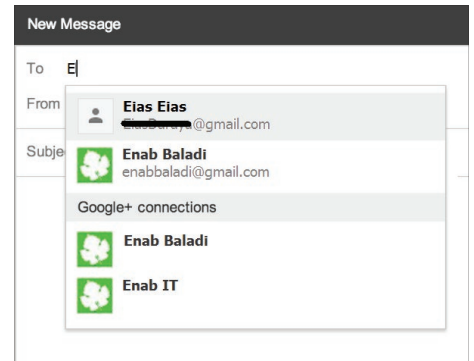 New Message
To E
From
Eias Eias
@gmail.com
Subje
Enab Baladi
enabbaladi@gmail.com
Google+ connections
Enab Baladi
Enab IT